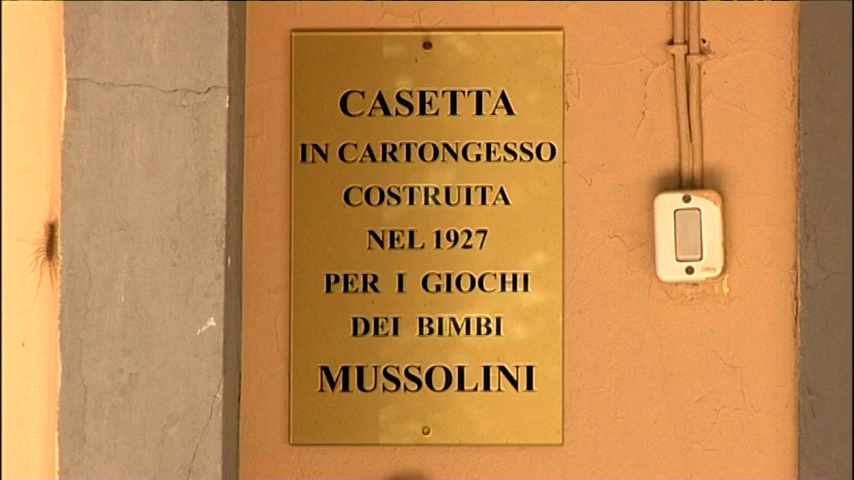 CASETTA
IN CARTONGESSO
COSTRUITA
NEL 1927
PER I GIOCHI
DEI BIMBI
MUSSOLINI